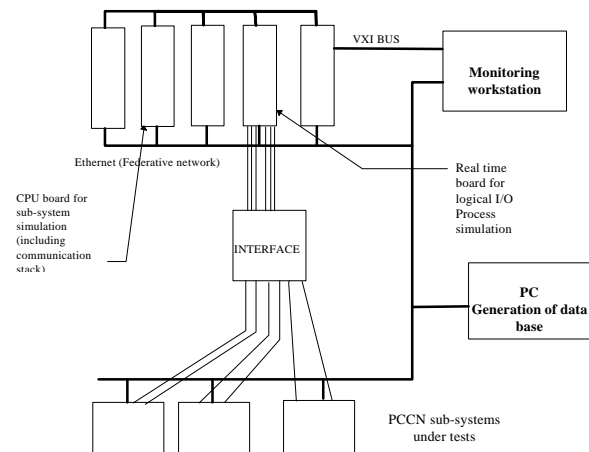 VXI BUS
Monitoring
workstation
Ethernet (Federative network)
CPU board for
sub-system
simulation
(including
communication
stack)
Real time
board for
logical I/O
Process
simulation
INTERFACE
PC
Generation of data
base
PCCN sub-systems
under tests